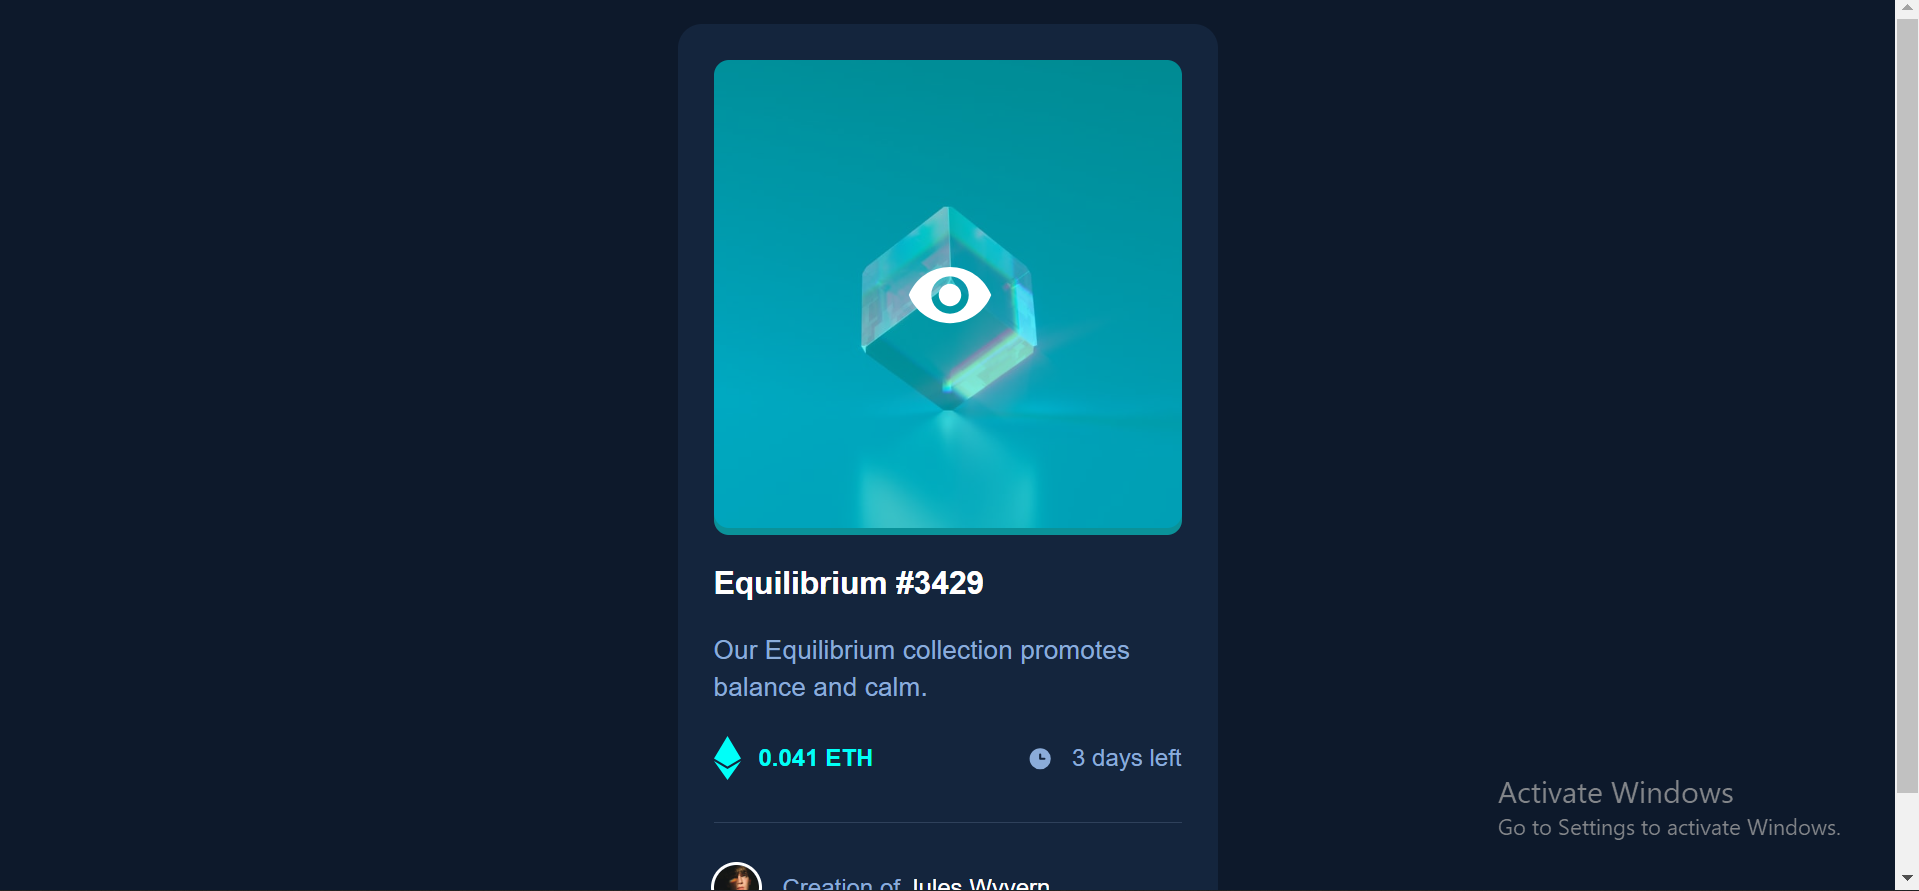 Equilibrium #3429
Our Equilibrium collection promotes
balance and calm.
0.041 ETH
3 days left
Creation of Jules Wyvern
Activate Windows
Go to Settings to activate Windows.